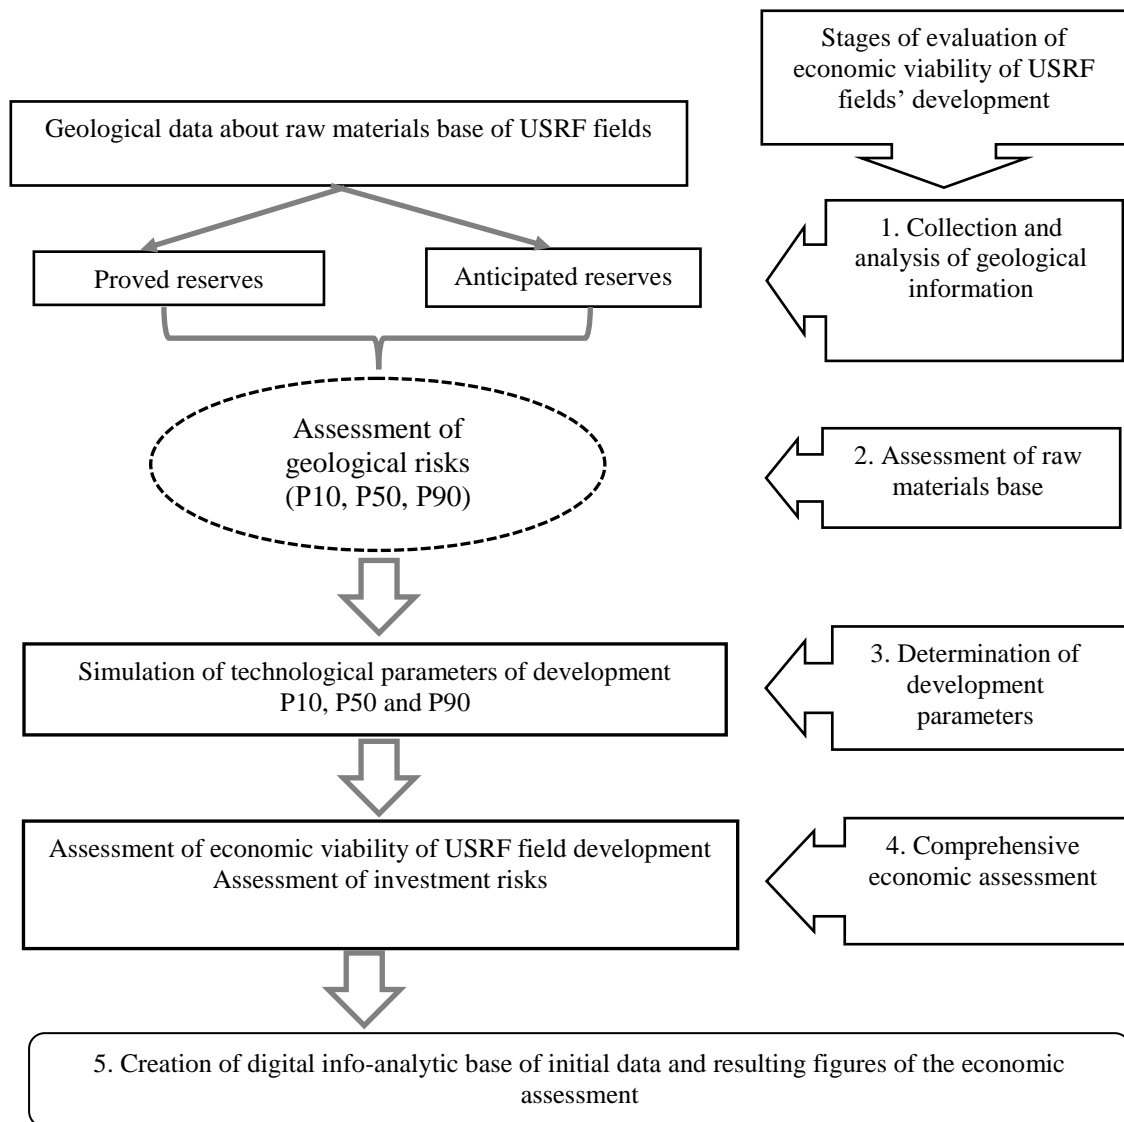 Stages of evaluation of
economic viability of USRF
fields’ development
Geological data about raw materials base of USRF fields
Proved reserves
Anticipated reserves
1. Collection and
analysis of geological
information
Assessment of
geological risks
(P10, P50, P90)
2. Assessment of raw
materials base
Simulation of technological parameters of development
P10, P50 and P90
3. Determination of
development
parameters
Assessment of economic viability of USRF field development
Assessment of investment risks
4. Comprehensive
economic assessment
5. Creation of digital info-analytic base of initial data and resulting figures of the economic
assessment